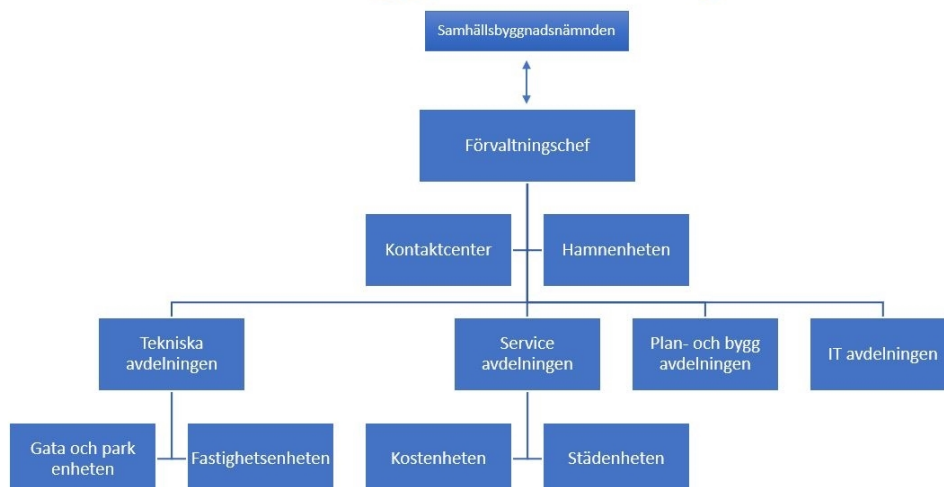 Samhällsbyggnadsnämnden
Förvaltningschef
Kontaktcenter
Hamnenheten
Tekniska
avdelningen
Service
avdelningen
Plan- och bygg
avdelningen
IT avdelningen
Gata och park
enheten
Fastighetsenheten
Kostenheten
Städenheten